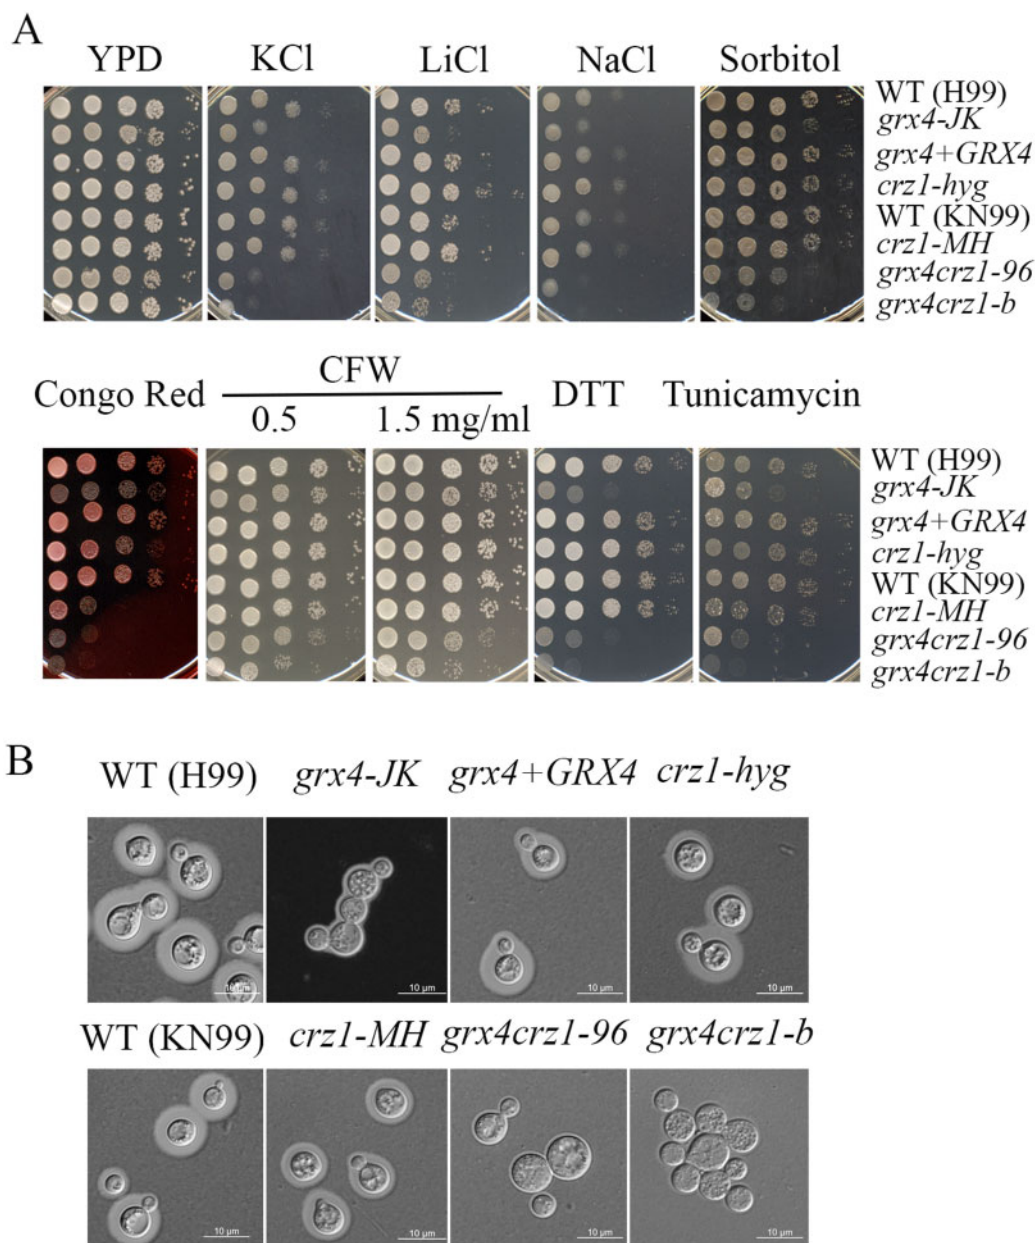 A
YPD KCl LiCl NaCl Sorbitol
WT (H99)
grx4-JK
grx4+GRX4
crz1-hyg
WT (KN99)
crz1-MH
grx4crz1-96
grx4crz1-b
CFW
Congo Red 0.5 1.5 mg/ml DTT Tunicamycin
WT (H99)
grx4-JK
grx4+GRX4
crz1-hyg
WT (KN99)
crz1-MH
grx4crz1-96
grx4crz1-b
B
WT (H99) grx4-JK grx4+GRX4 crz1-hyg
10 µm 10 µm 10 µm 10 µm
WT (KN99) crz1-MH grx4crz1-96 grx4crz1-b
10 µm 10 µm 10 µm 10 µm